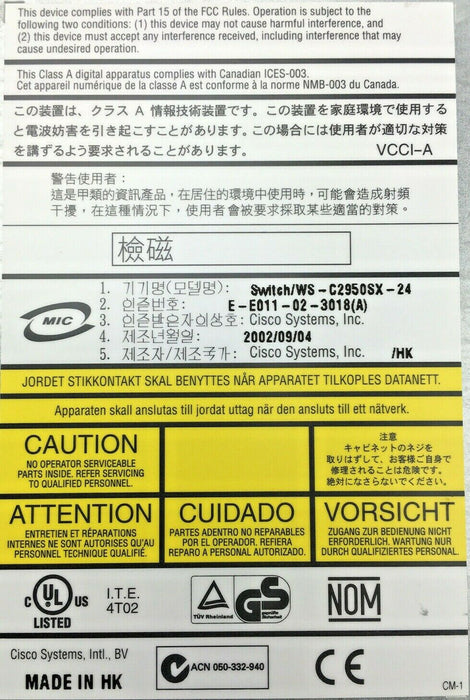 This device complies with Part 15 of the FCC Rules. Operation is subject to the
following two conditions: (1) this device may not cause harmful interference, and
(2) this device must accept any interference received, including interference that may
cause undesired operation.
This Class A digital apparatus complies with Canadian ICES-003.
Cet appareil numérique de la classe A est conforme à la norme NMB-003 du Canada.
この装置は、クラス A 情報技術装置です。この装置を家庭環境で使用する
と電波妨害を引き起こすことがあります。この場合には使用者が適切な対策
を講ずるよう要求されることがあります。 VCCI-A
警告使用者：
這是甲類的資訊產品，在居住的環境中使用時，可能會造成射頻
干擾，在這種情況下，使用者會被要求採取某些適當的對策。
檢磁
MIC
1. 기기명(모델명): Switch/WS-C2950SX-24
2. 인증번호: E-E011-02-3018(A)
3. 인증받은자의상호: Cisco Systems, Inc.
4. 제조년월일: 2002/09/04
5. 제조자/제조국가: Cisco Systems, Inc. /HK
JORDET STIKKONTAKT SKAL BENYTTES NÅR APPARATET TILKOPLES DATANETT.
Apparaten skall anslutas till jordat uttag när den ansluts till ett nätverk.
CAUTION
NO OPERATOR SERVICEABLE
PARTS INSIDE. REFER SERVICING
TO QUALIFIED PERSONNEL.
注意
キャビネットのネジを
取りはずして、お客様ご自身で
修理されることは危険です。
絶対になさらないでください。
ATTENTION
ENTRETIEN ET RÉPARATIONS
INTERNES NE SONT AUTORISÉS QU'AU
PERSONNEL TECHNIQUE QUALIFIÉ.
CUIDADO
PARTES ADENTRO NO REPARABLES
POR EL OPERADOR. REFIERA
REPARO A PERSONAL AUTORIZADO.
VORSICHT
ZUGANG ZUR BEDIENUNG NICHT
ERFORDERLICH. WARTUNG NUR
DURCH QUALIFIZIERTES PERSONAL.
C UL US
LISTED
I.T.E.
4T02
TÜV Rheinland
GS
geprüfte
Sicherheit
NOM
Cisco Systems, Intl., BV
MADE IN HK
ACN 050-332-940
CE
CM-1